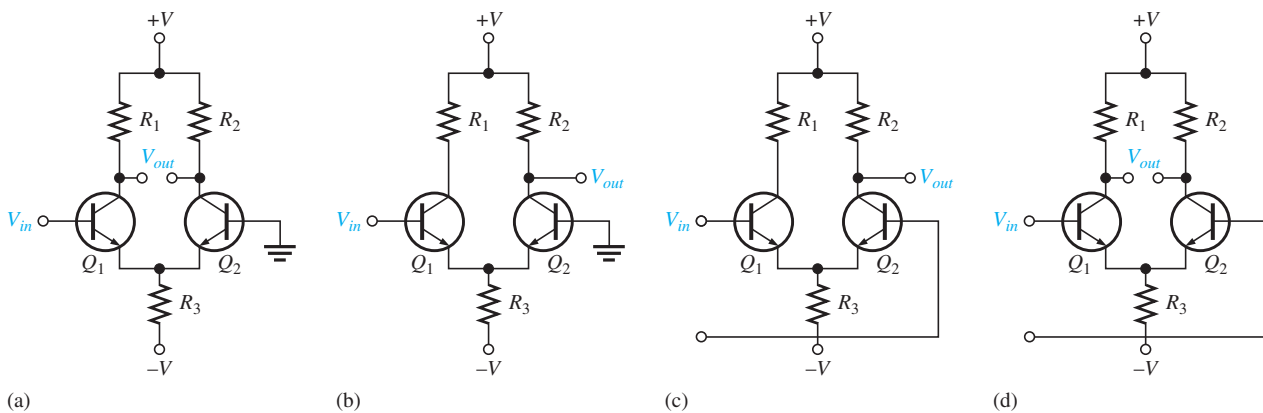 +V
R1
R2
Vout
Vin
Q1
Q2
R3
−V
(a)
+V
R1
R2
Vout
Vin
Q1
Q2
R3
−V
(b)
+V
R1
R2
Vout
Vin
Q1
Q2
R3
−V
(c)
+V
R1
R2
Vout
Vin
Q1
Q2
R3
−V
(d)